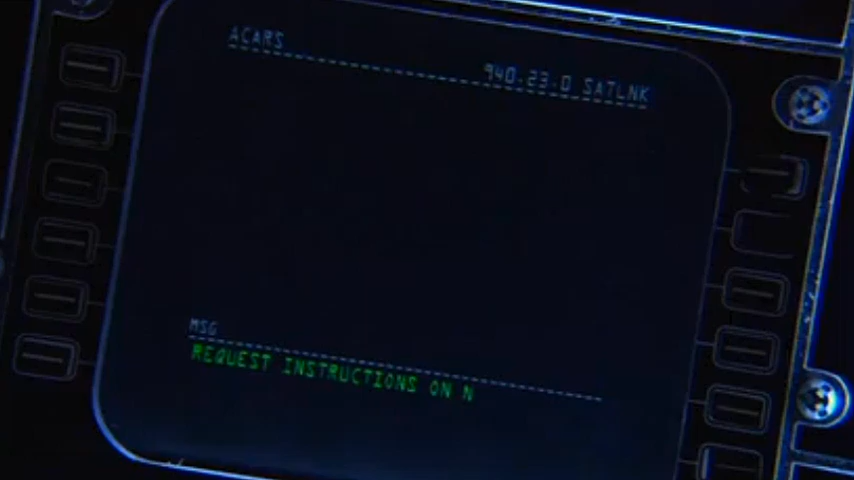 ACARS
940.23.0 SATLNK
MSG
REQUEST INSTRUCTIONS ON N